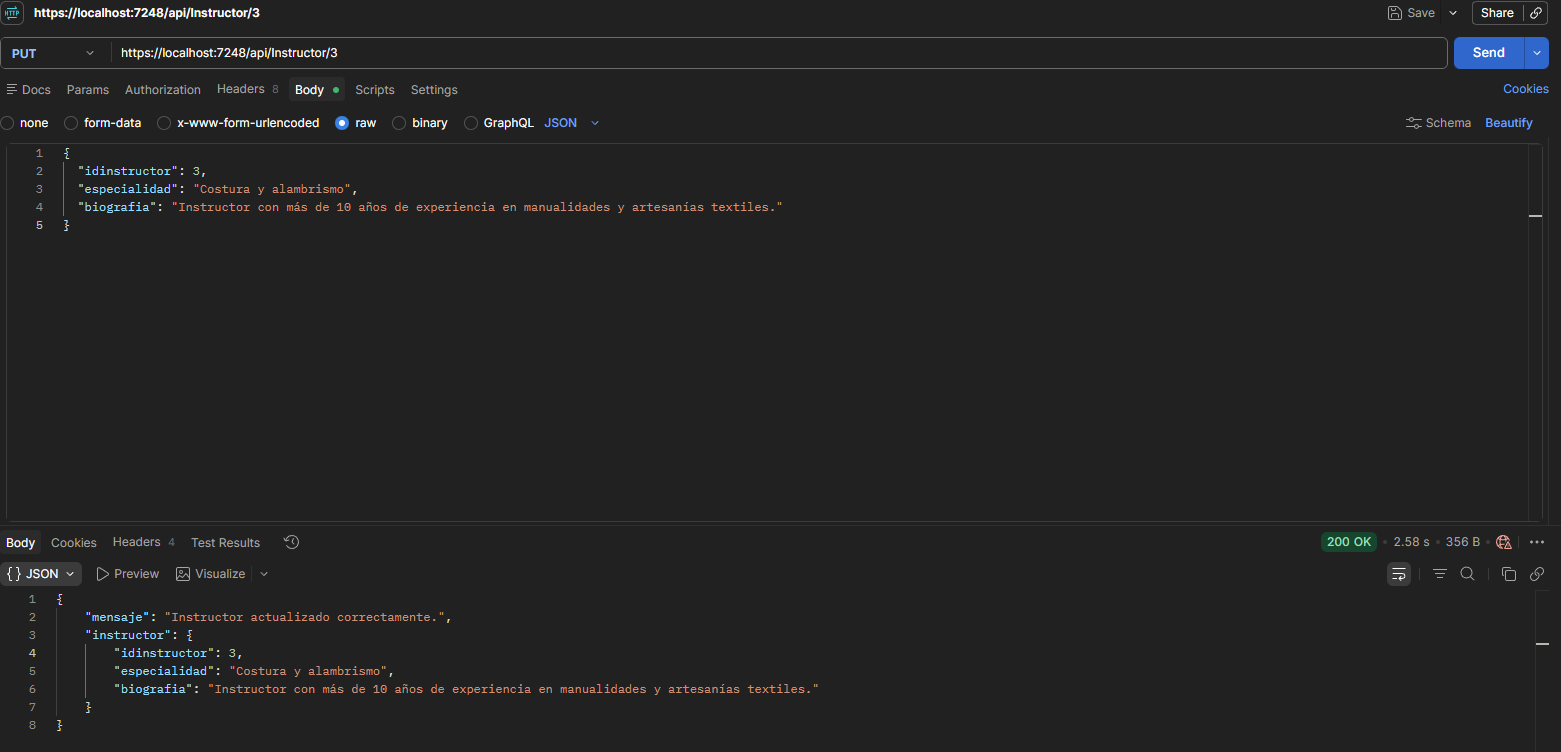 HTTP https://localhost:7248/api/Instructor/3 Save Share
PUT https://localhost:7248/api/Instructor/3 Send
Docs Params Authorization Headers 8 Body Scripts Settings Cookies
none form-data x-www-form-urlencoded raw binary GraphQL JSON Schema Beautify
1 {
2 "idinstructor": 3,
3 "especialidad": "Costura y alambrismo",
4 "biografia": "Instructor con más de 10 años de experiencia en manualidades y artesanías textiles."
5 }
Body Cookies Headers 4 Test Results 200 OK • 2.58 s • 356 B •
{} JSON Preview Visualize
1 {
2 "mensaje": "Instructor actualizado correctamente.",
3 "instructor": {
4 "idinstructor": 3,
5 "especialidad": "Costura y alambrismo",
6 "biografia": "Instructor con más de 10 años de experiencia en manualidades y artesanías textiles."
7 }
8 }